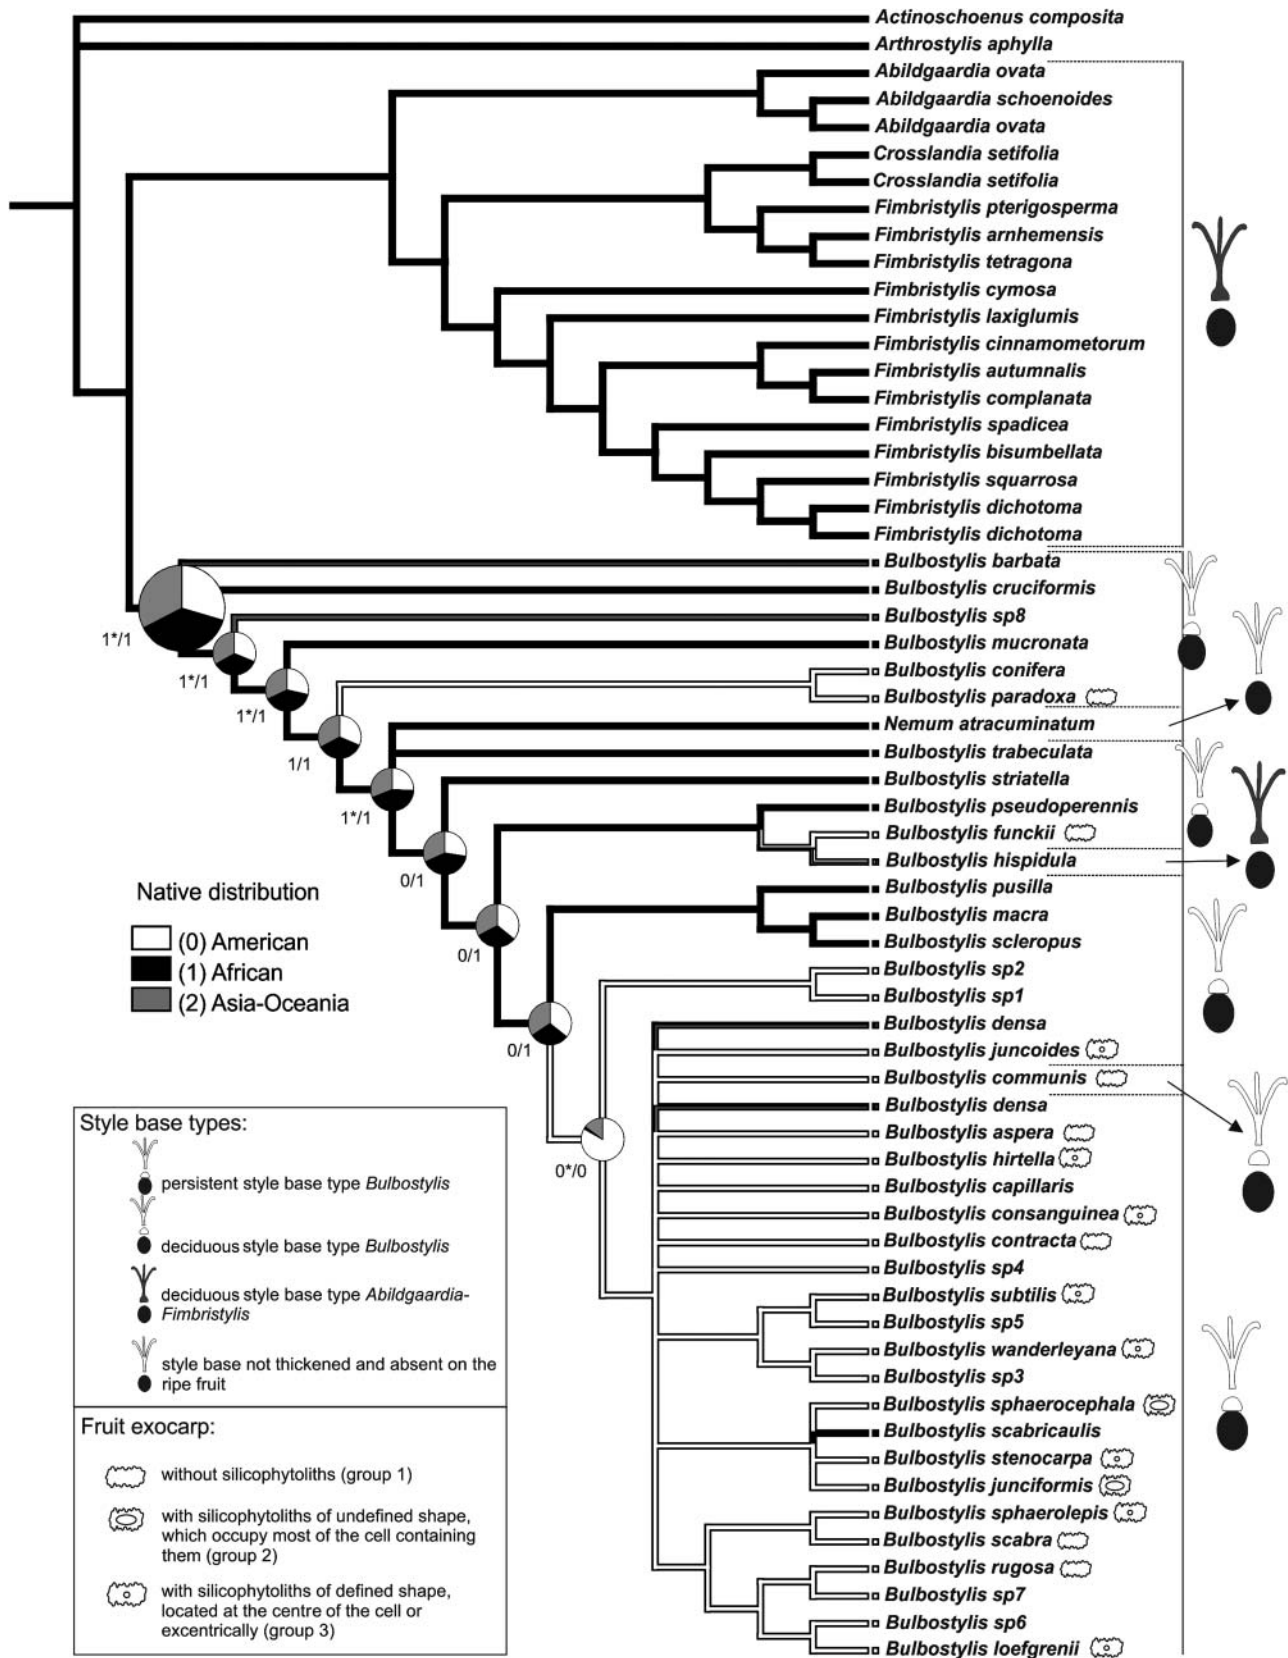 Actinoschoenus composita
Arthrostylis aphylla
Abildgaardia ovata
Abildgaardia schoenoides
Abildgaardia ovata
Crosslandia setifolia
Crosslandia setifolia
Fimbristylis pterigosperma
Fimbristylis arnhemensis
Fimbristylis tetragona
Fimbristylis cymosa
Fimbristylis laxiglumis
Fimbristylis cinnamometorum
Fimbristylis autumnalis
Fimbristylis complanata
Fimbristylis spadicea
Fimbristylis bisumbellata
Fimbristylis squarrosa
Fimbristylis dichotoma
Fimbristylis dichotoma
Bulbostylis barbata
Bulbostylis cruciformis
Bulbostylis sp8
Bulbostylis mucronata
Bulbostylis conifera
Bulbostylis paradoxa
Nemum atracuminatum
Bulbostylis trabeculata
Bulbostylis striatella
Bulbostylis pseudoperennis
Bulbostylis funckii
Bulbostylis hispidula
Bulbostylis pusilla
Bulbostylis macra
Bulbostylis scleropus
Bulbostylis sp2
Bulbostylis sp1
Bulbostylis densa
Bulbostylis juncoides
Bulbostylis communis
Bulbostylis densa
Bulbostylis aspera
Bulbostylis hirtella
Bulbostylis capillaris
Bulbostylis consanguinea
Bulbostylis contracta
Bulbostylis sp4
Bulbostylis subtilis
Bulbostylis sp5
Bulbostylis wanderleyana
Bulbostylis sp3
Bulbostylis sphaerocephala
Bulbostylis scabricaulis
Bulbostylis stenocarpa
Bulbostylis junciformis
Bulbostylis sphaerolepis
Bulbostylis scabra
Bulbostylis rugosa
Bulbostylis sp7
Bulbostylis sp6
Bulbostylis loefgrenii
1*/1
1*/1
1*/1
1/1
1*/1
0/1
0/1
0/1
0*/0
Native distribution
(0) American
(1) African
(2) Asia-Oceania
Style base types:
persistent style base type Bulbostylis
deciduous style base type Bulbostylis
deciduous style base type Abildgaardia-
Fimbristylis
style base not thickened and absent on the
ripe fruit
Fruit exocarp:
without silicophytoliths (group 1)
with silicophytoliths of undefined shape,
which occupy most of the cell containing
them (group 2)
with silicophytoliths of defined shape,
located at the centre of the cell or
excentrically (group 3)